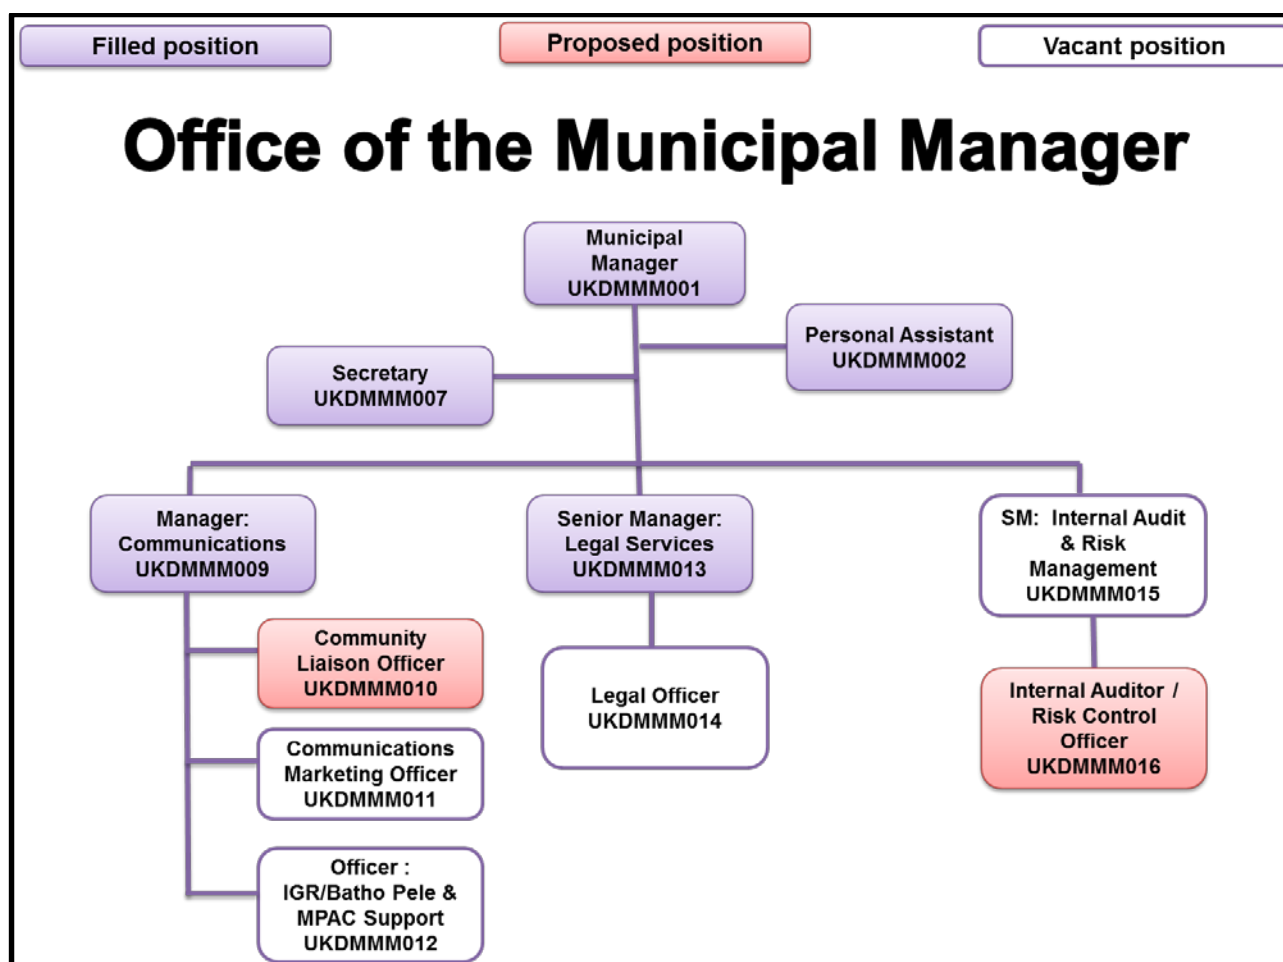 Filled position
Proposed position
Vacant position
Office of the Municipal Manager
Municipal
Manager
UKDMMM001
Personal Assistant
UKDMMM002
Secretary
UKDMMM007
Manager:
Communications
UKDMMM009
Senior Manager:
Legal Services
UKDMMM013
SM: Internal Audit
& Risk
Management
UKDMMM015
Community
Liaison Officer
UKDMMM010
Legal Officer
UKDMMM014
Internal Auditor /
Risk Control
Officer
UKDMMM016
Communications
Marketing Officer
UKDMMM011
Officer :
IGR/Batho Pele &
MPAC Support
UKDMMM012